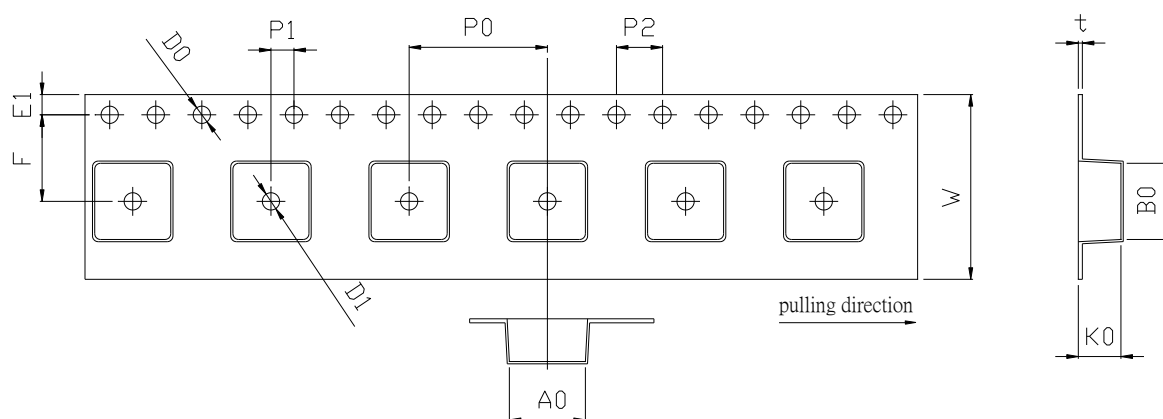 P1
P0
P2
t
D0
E1
F
W
B0
D1
pulling direction
K0
A0